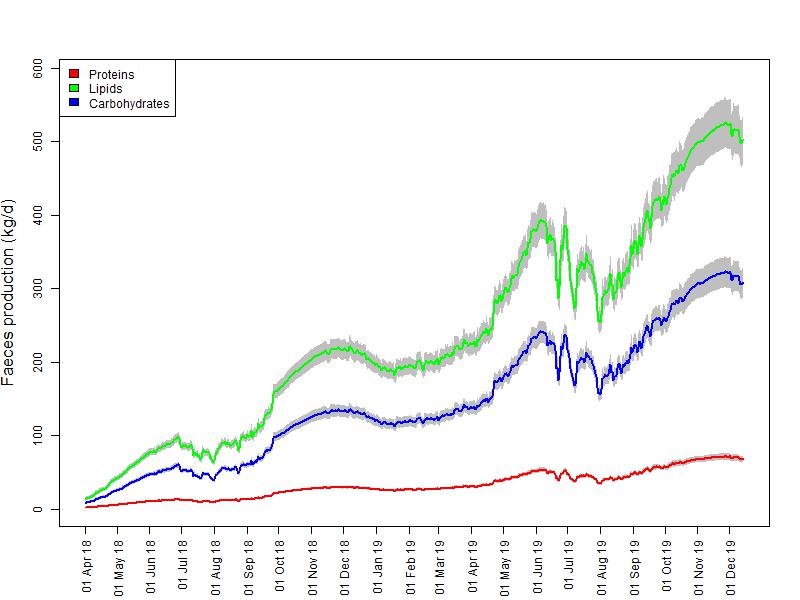 Proteins
Lipids
Carbohydrates
Faeces production (kg/d)
600
500
400
300
200
100
0
01 Apr 18
01 May 18
01 Jun 18
01 Jul 18
01 Aug 18
01 Sep 18
01 Oct 18
01 Nov 18
01 Dec 18
01 Jan 19
01 Feb 19
01 Mar 19
01 Apr 19
01 May 19
01 Jun 19
01 Jul 19
01 Aug 19
01 Sep 19
01 Oct 19
01 Nov 19
01 Dec 19